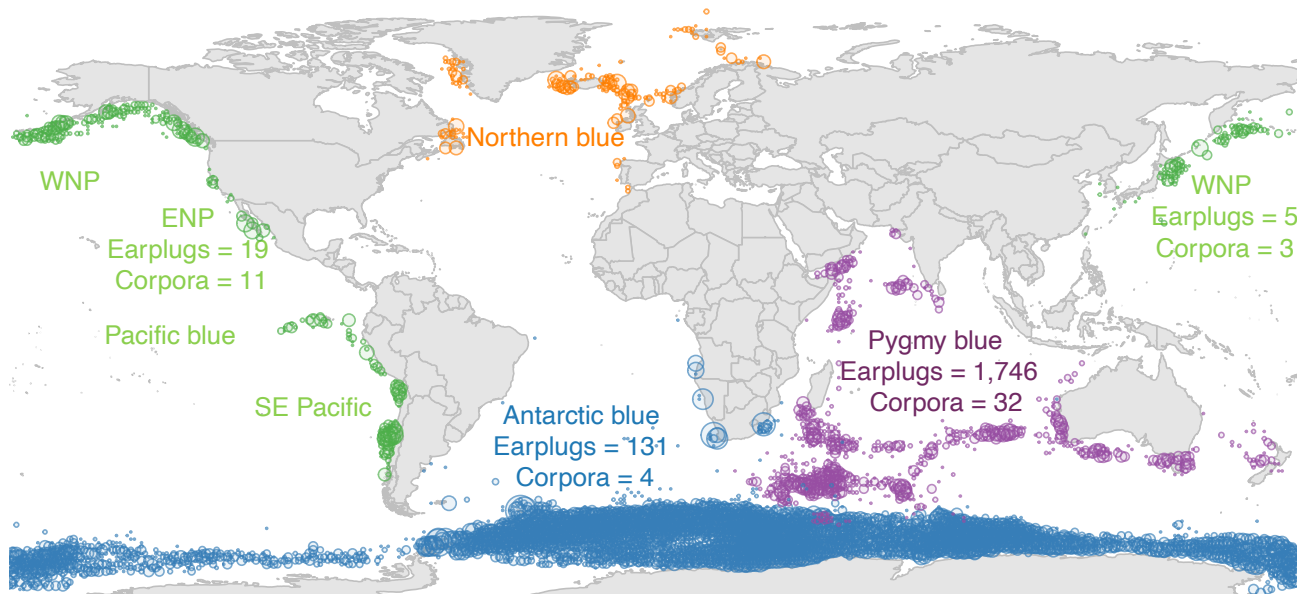 Northern blue
WNP
ENP
Earplugs = 19
Corpora = 11
WNP
Earplugs = 5
Corpora = 3
Pacific blue
Pygmy blue
Earplugs = 1,746
Corpora = 32
SE Pacific
Antarctic blue
Earplugs = 131
Corpora = 4